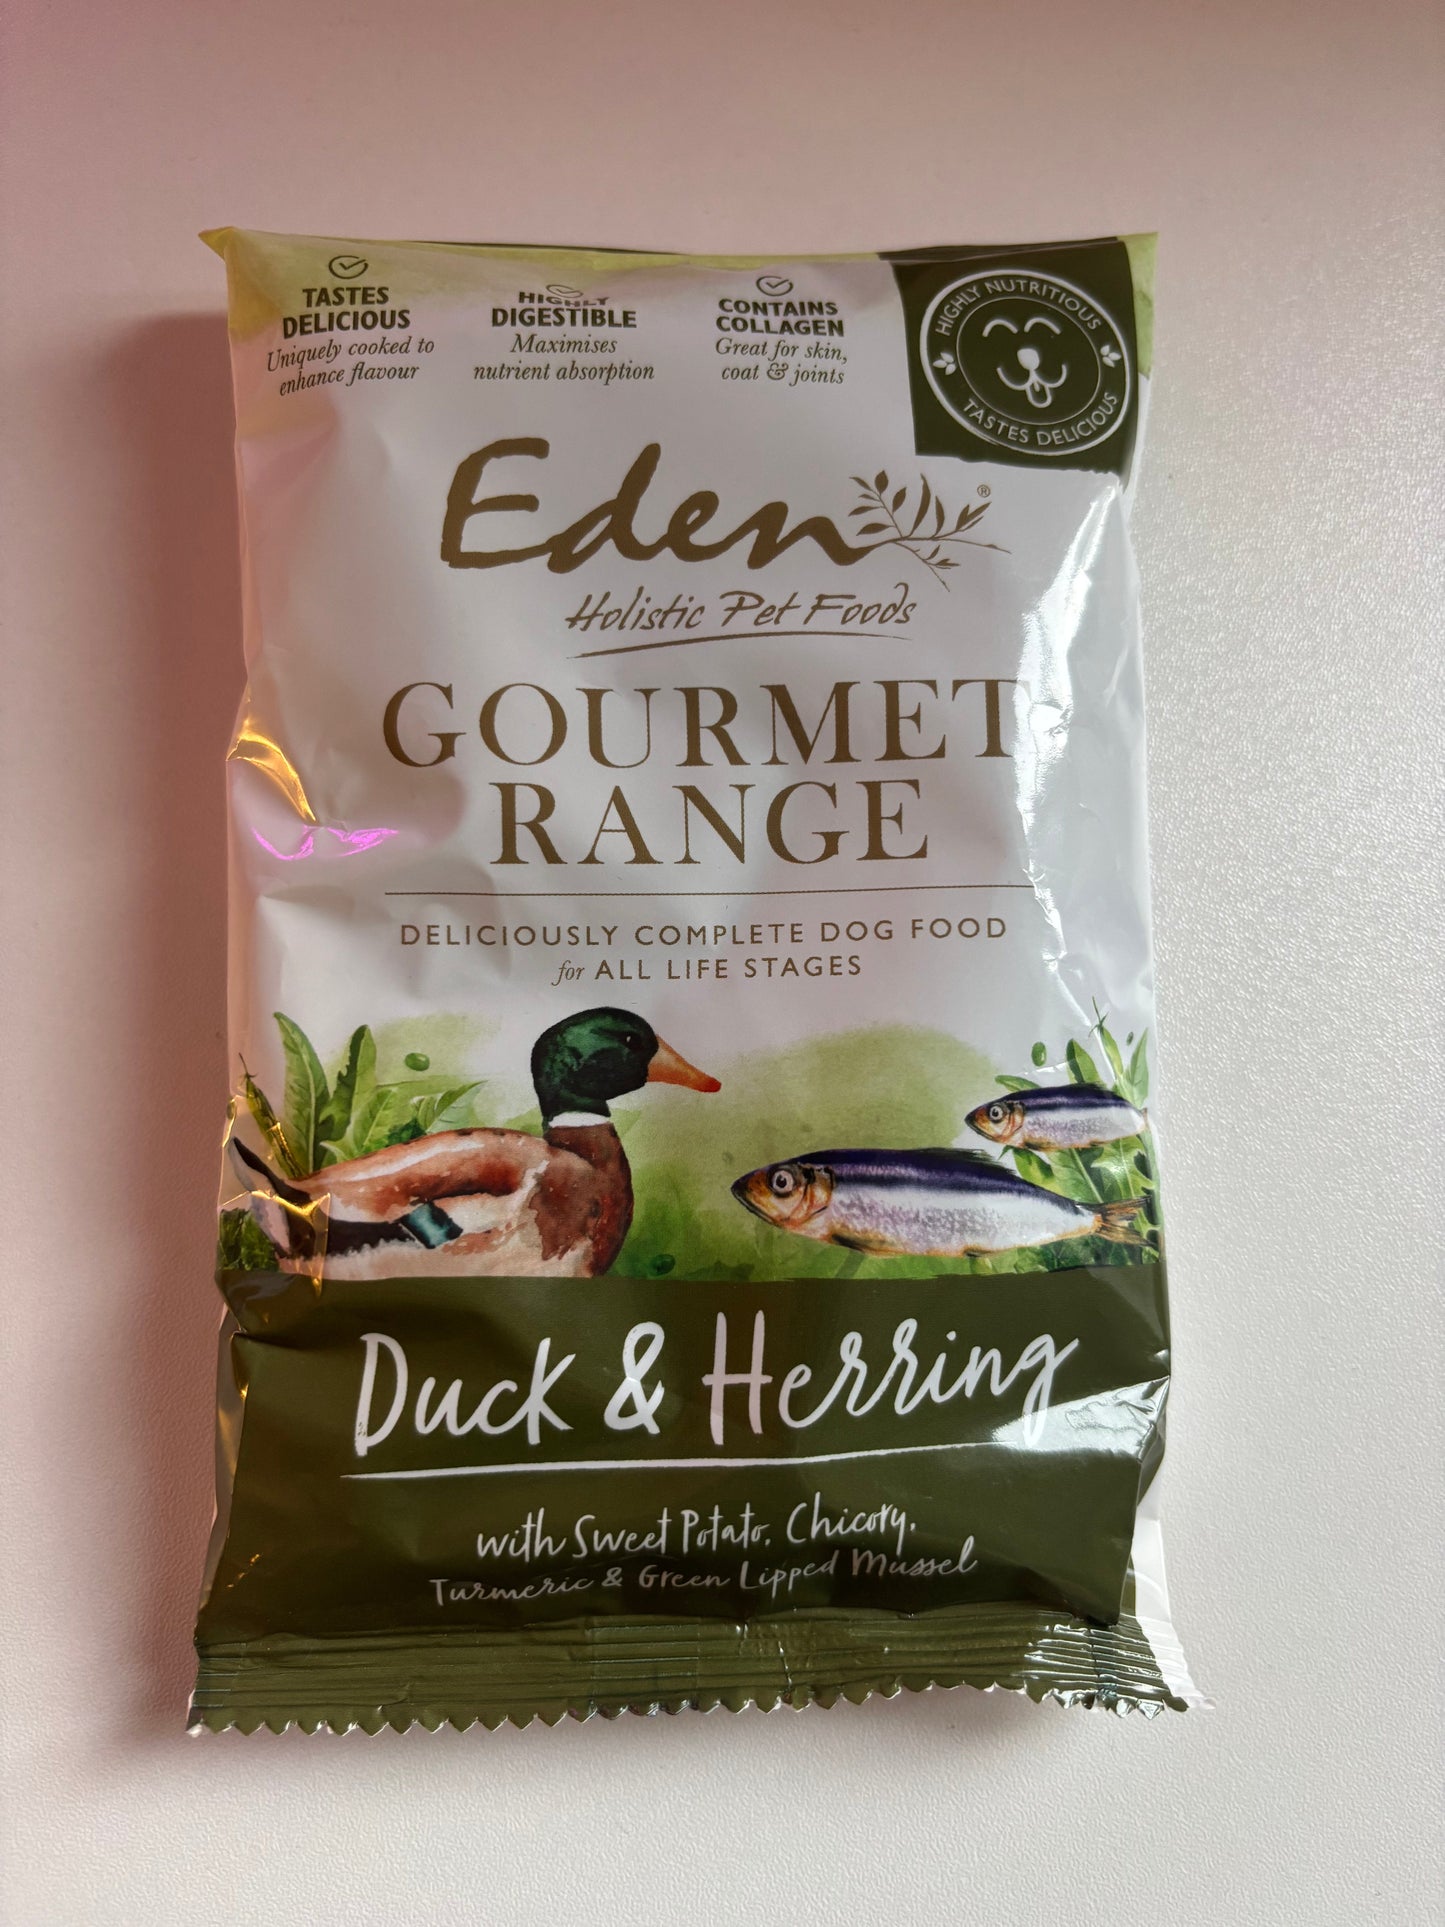 TASTES
DELICIOUS
Uniquely cooked to
enhance flavour
HIGHLY
DIGESTIBLE
Maximises
nutrient absorption
CONTAINS
COLLAGEN
Great for skin,
coat & joints
HIGHLY NUTRITIOUS
TASTES DELICIOUS
Eden®
Holistic Pet Foods
GOURMET
RANGE
DELICIOUSLY COMPLETE DOG FOOD
for ALL LIFE STAGES
Duck & Herring
with Sweet Potato, Chicory,
Turmeric & Green Lipped Mussel